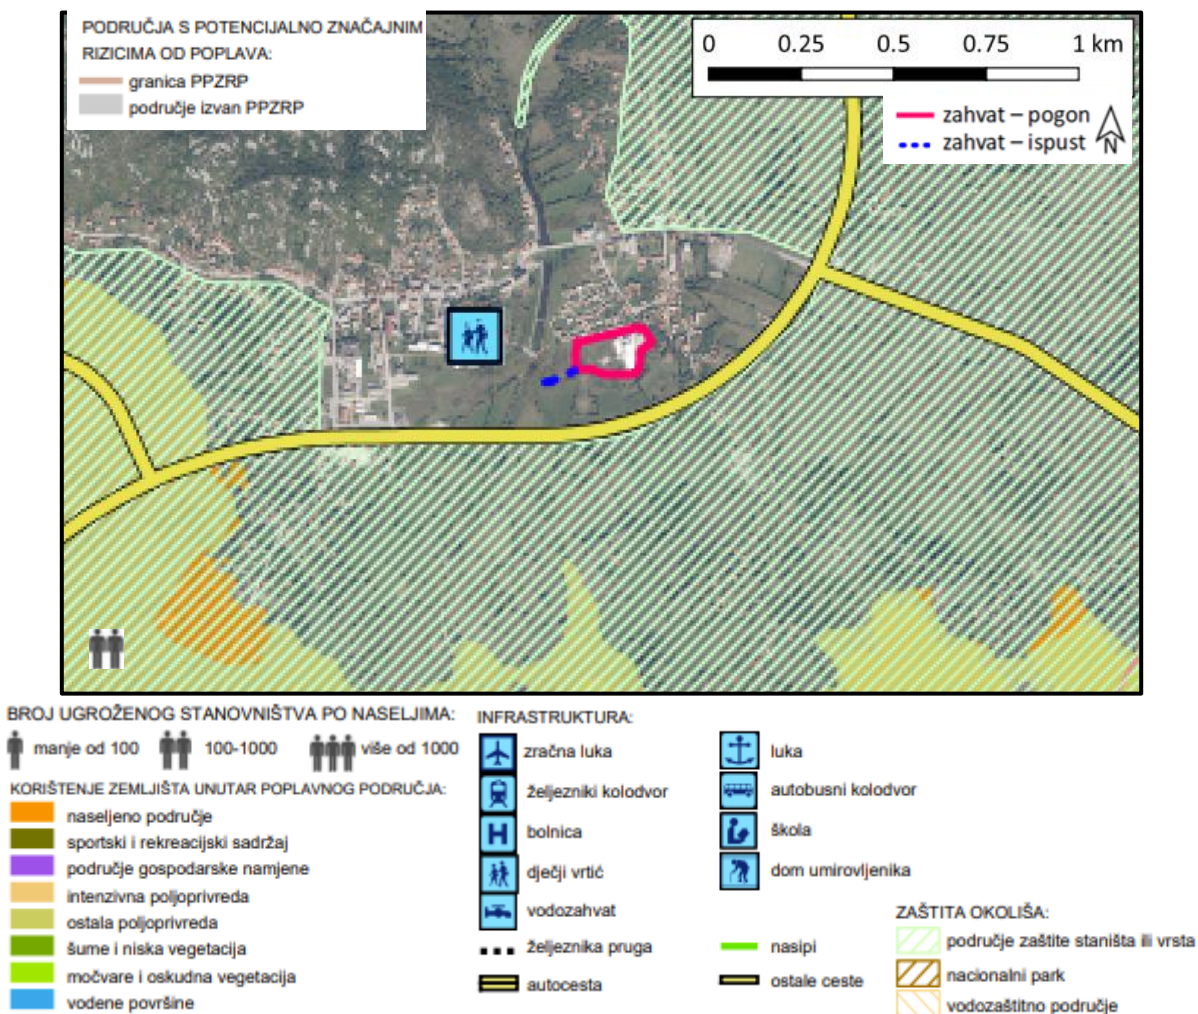 PODRUČJA S POTENCIJALNO ZNAČAJNIM
RIZICIMA OD POPLAVA:
granica PPZRP
područje izvan PPZRP
0 0.25 0.5 0.75 1 km
zahvat – pogon
zahvat – ispust
N
BROJ UGROŽENOG STANOVNIŠTVA PO NASELJIMA:
manje od 100 100-1000 više od 1000
KORIŠTENJE ZEMLJIŠTA UNUTAR POPLAVNOG PODRUČJA:
naseljeno područje
sportski i rekreacijski sadržaj
područje gospodarske namjene
intenzivna poljoprivreda
ostala poljoprivreda
šume i niska vegetacija
močvare i oskudna vegetacija
vodene površine
INFRASTRUKTURA:
zračna luka
željezniki kolodvor
H bolnica
dječji vrtić
vodozahvat
željeznika pruga
autocesta
luka
autobusni kolodvor
škola
dom umirovljenika
nasipi
ostale ceste
ZAŠTITA OKOLIŠA:
područje zaštite staništa ili vrsta
nacionalni park
vodozaštitno područje